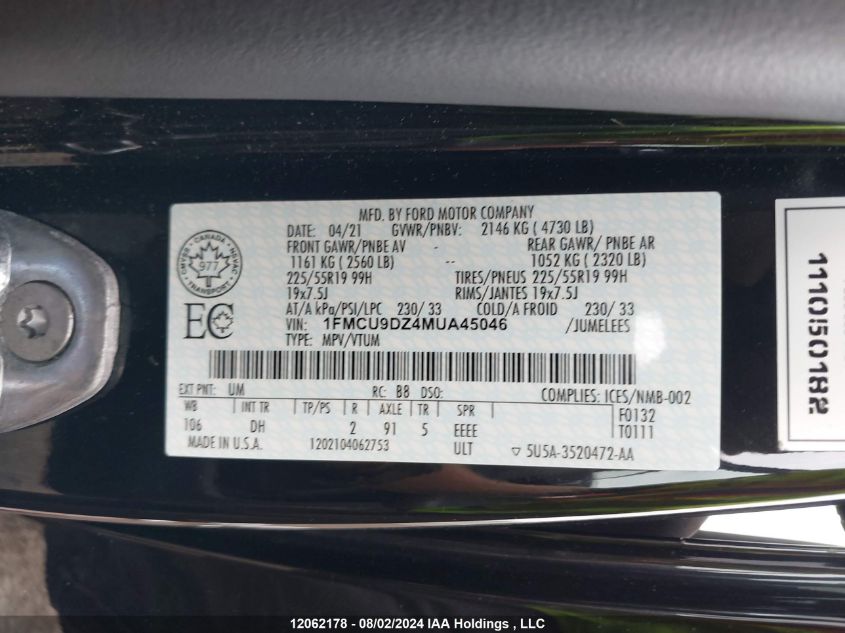 MFD. BY FORD MOTOR COMPANY
DATE: 04/21 GVWR/PNBV: 2146 KG ( 4730 LB)
FRONT GAWR/PNBE AV - REAR GAWR/ PNBE AR
1161 KG ( 2560 LB) -- 1052 KG ( 2320 LB)
225/55R19 99H TIRES/PNEUS 225/55R19 99H
19x7.5J RIMS/JANTES 19x7.5J
AT/A kPa/PSI/LPC 230/ 33 COLD/A FROID 230/ 33
VIN: 1FMCU9DZ4MUA45046 /JUMELEES
TYPE: MPV/VTUM
CANADA
977
TRANSPORT
EC
EXT PNT: UM RC: B8 DSO: COMPLIES: ICES/NMB-002
WB INT TR TP/PS R AXLE TR SPR F0132
106 DH 2 91 5 EEEE T0111
MADE IN U.S.A. 1202104062753 ULT 5U5A-3520472-AA
11050182
12062178 - 08/02/2024 IAA Holdings , LLC